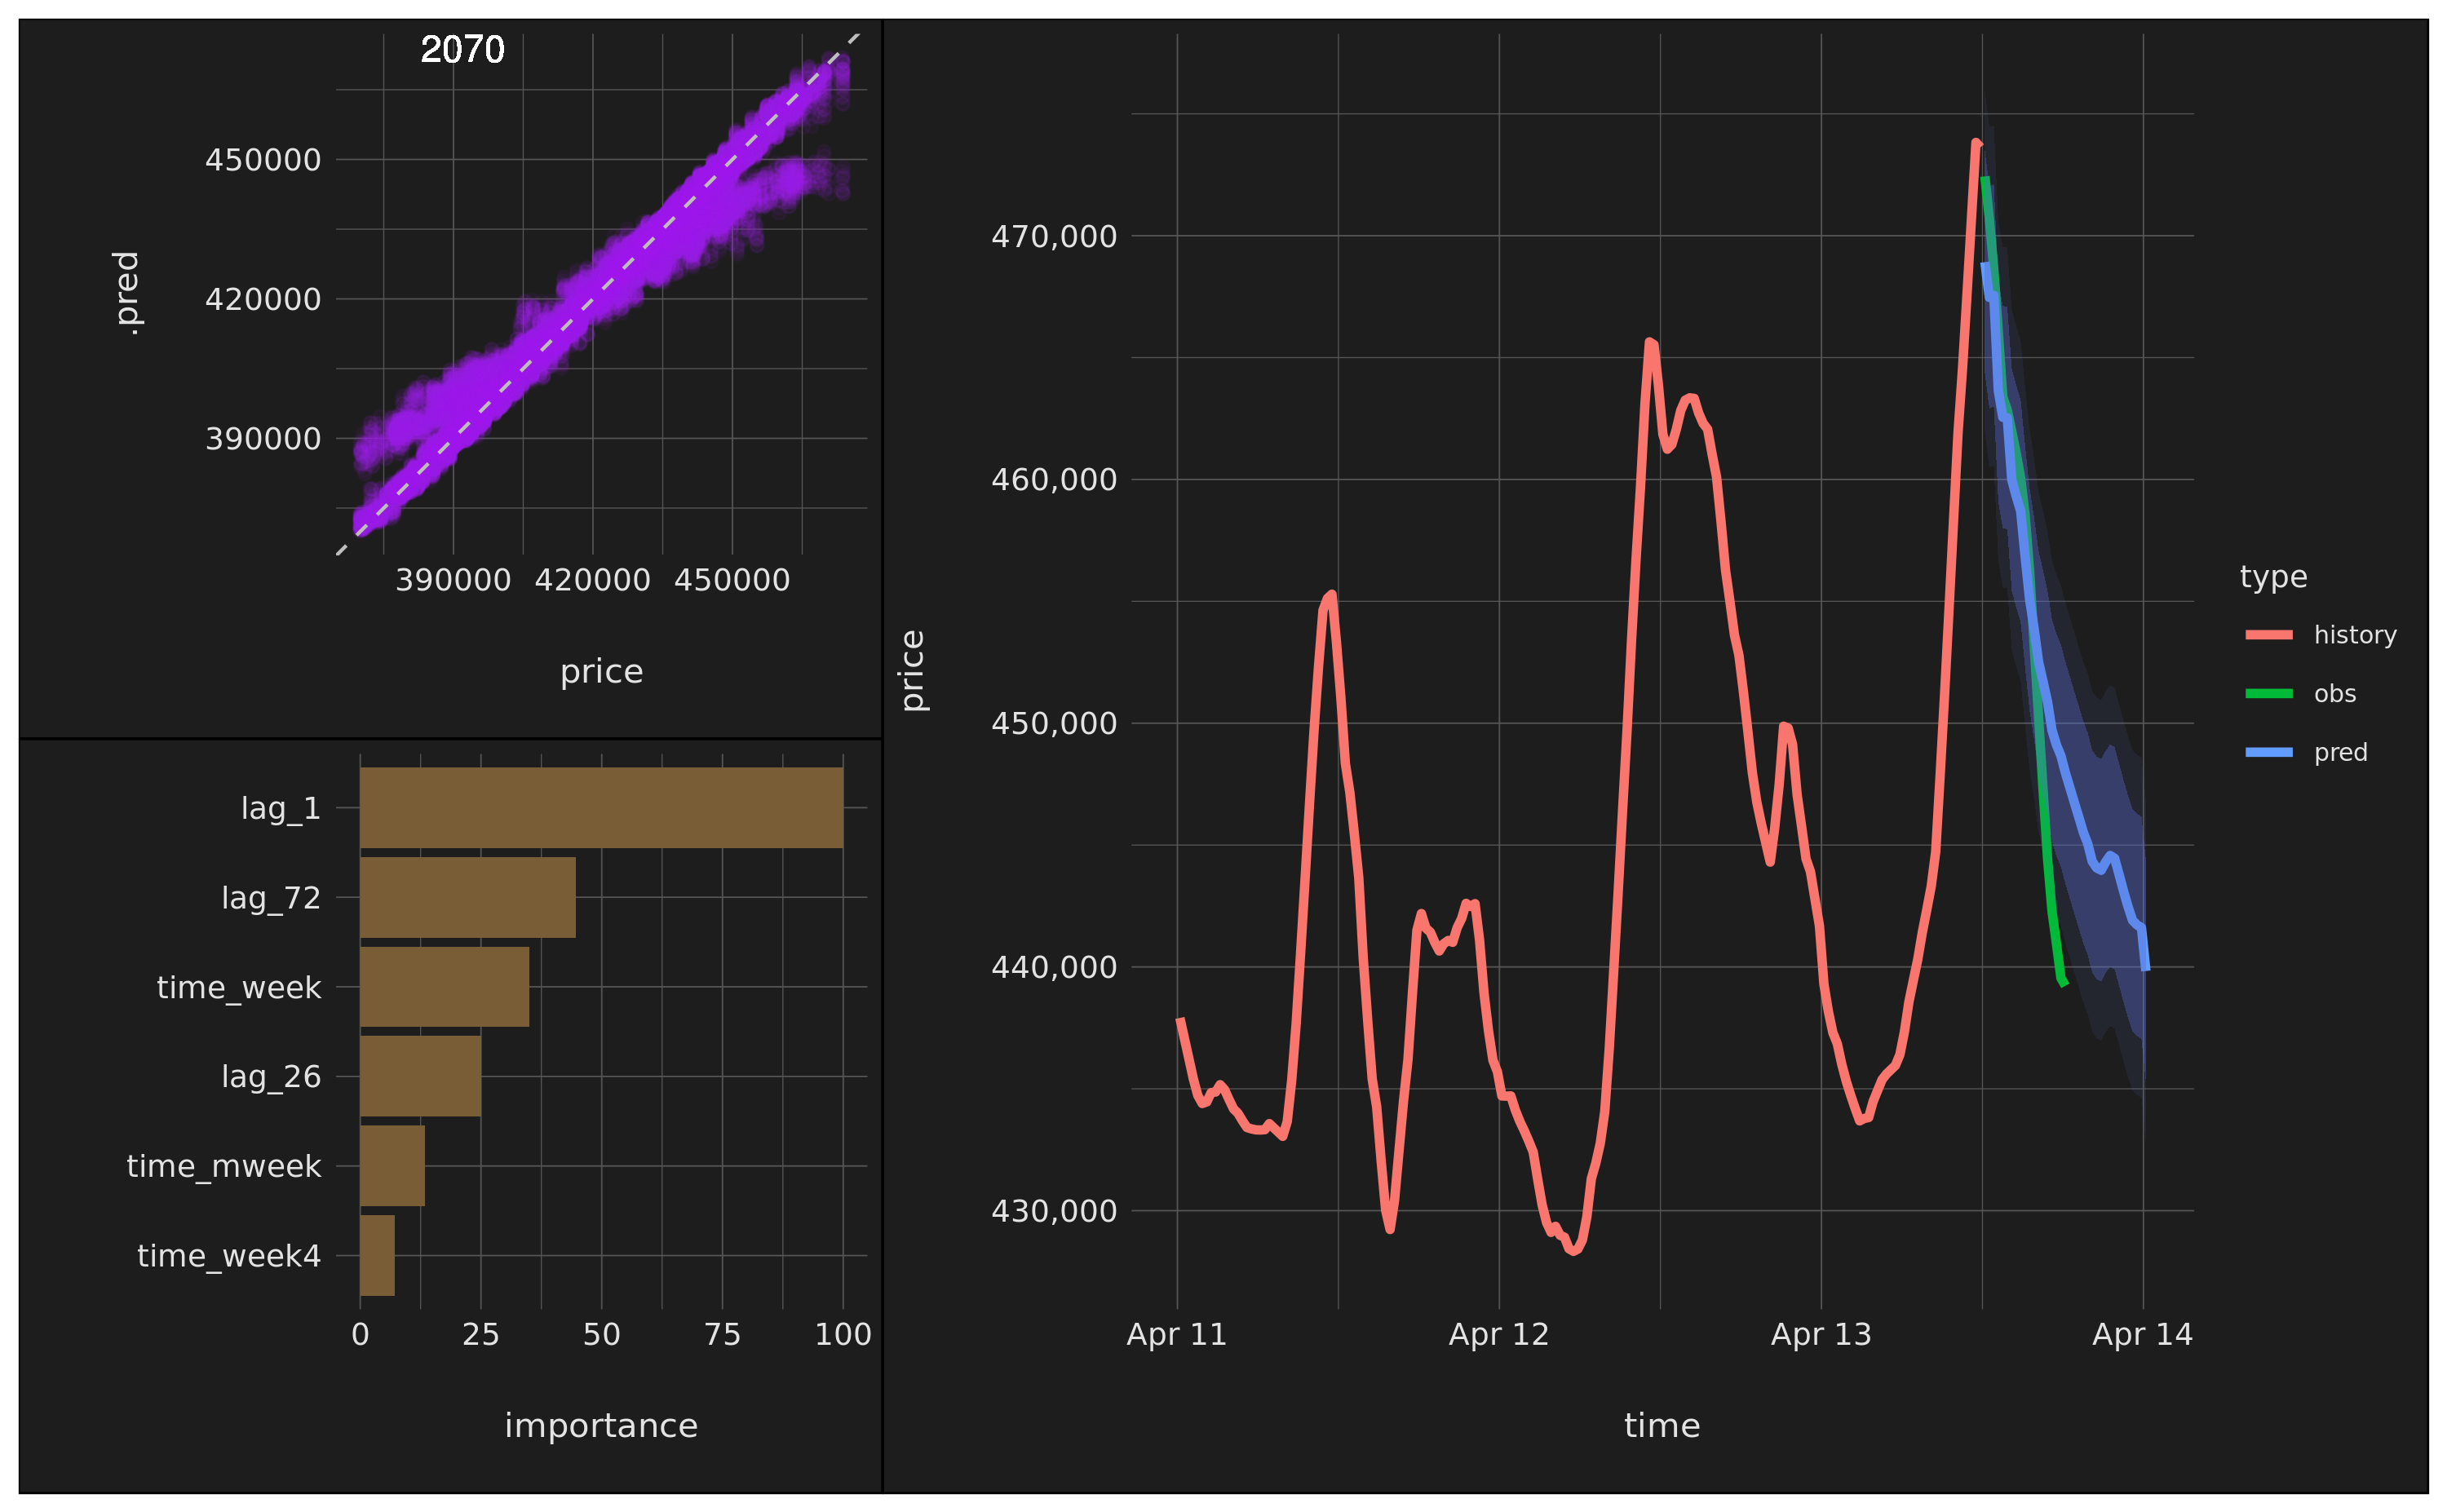 2070
.pred
450000
420000
390000
390000 420000 450000
price
lag_1
lag_72
time_week
lag_26
time_mweek
time_week4
0 25 50 75 100
importance
price
470,000
460,000
450,000
440,000
430,000
Apr 11 Apr 12 Apr 13 Apr 14
time
type
history
obs
pred